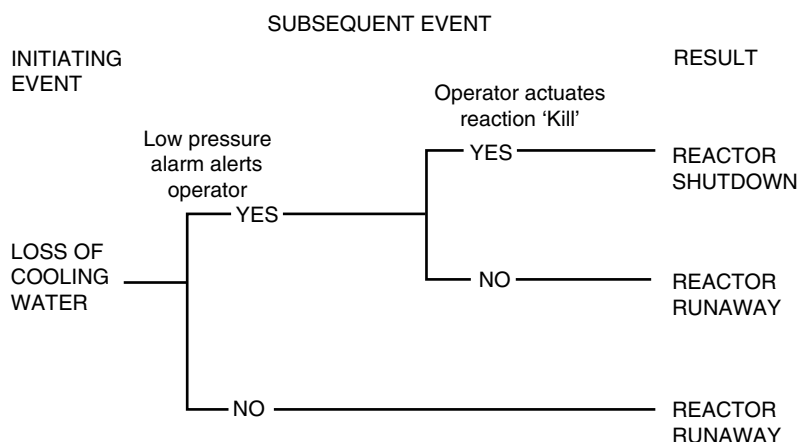 SUBSEQUENT EVENT
INITIATING
EVENT
RESULT
Operator actuates
reaction ‘Kill’
Low pressure
alarm alerts
operator
YES
REACTOR
SHUTDOWN
YES
LOSS OF
COOLING
WATER
NO
REACTOR
RUNAWAY
NO
REACTOR
RUNAWAY